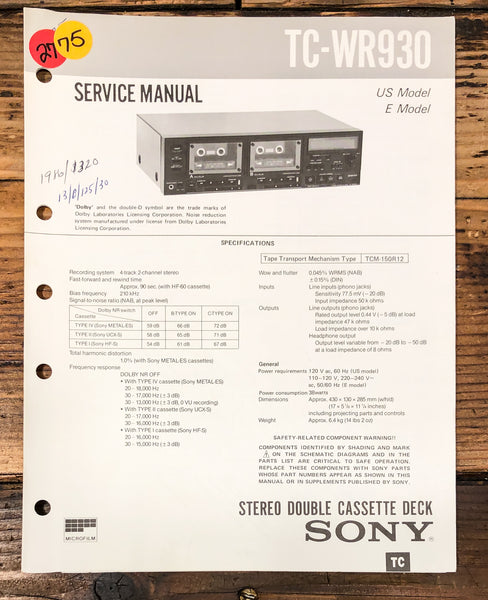 27
75
TC-WR930
SERVICE MANUAL
US Model
E Model
1986/1320
'Dolby' and the double-D symbol are the trade marks of
Dolby Laboratories Licensing Corporation. Noise reduction
system manufactured under license from Dolby Laboratories
Licensing Corporation.
SPECIFICATIONS
Recording system 4 track 2 channel stereo
Fast-forward and rewind time
Approx. 90 sec. (with HF-60 cassette)
Bias frequency 210 kHz
Signal-to-noise ratio (NAB, at peak level)
Dolby NR switch OFF B-TYPE ON C-TYPE ON
Cassette
TYPE IV (Sony METAL-ES) 59 dB 66 dB 72 dB
TYPE II (Sony UCX-S) 58 dB 65 dB 71 dB
TYPE I (Sony HF-S) 54 dB 61 dB 67 dB
Total harmonic distortion
1.0% (with Sony METAL-ES cassettes)
Frequency response
DOLBY NR OFF
• With TYPE IV cassette (Sony METAL-ES)
20 - 18,000 Hz
30 - 17,000 Hz (± 3 dB)
30 - 13,000 Hz (± 3 dB, 0 VU recording)
• With TYPE II cassette (Sony UCX-S)
20 - 17,000 Hz
30 - 16,000 Hz (± 3 dB)
• With TYPE I cassette (Sony HF-S)
20 - 16,000 Hz
30 - 15,000 Hz (± 3 dB)
Tape Transport Mechanism Type TCM-150R12
Wow and flutter 0.045% WRMS (NAB)
± 0.15% (DIN)
Inputs Line inputs (phono jacks)
Sensitivity 77.5 mV (− 20 dB)
Input impedance 50 k ohms
Outputs Line outputs (phono jacks)
Rated output level 0.44 V (− 5 dB) at load
impedance 47 k ohms
Load impedance over 10 k ohms
Headphone output
Output level variable from − 20 dB to − 50 dB
at a load impedance of 8 ohms
General
Power requirements 120 V ac, 60 Hz (US model)
110−120 V, 220−240 V~
ac, 50/60 Hz (E model)
Power consumption 38watts
Dimensions Approx. 430 × 130 × 285 mm (w/h/d)
including projecting parts and controls
Weight Approx. 6.4 kg (14 lbs 2 oz)
SAFETY-RELATED COMPONENT WARNING!!
COMPONENTS IDENTIFIED BY SHADING AND MARK
⚠ ON THE SCHEMATIC DIAGRAMS AND IN THE
PARTS LIST ARE CRITICAL TO SAFE OPERATION.
REPLACE THESE COMPONENTS WITH SONY PARTS
WHOSE PART NUMBERS APPEAR AS SHOWN IN THIS
MANUAL OR IN SUPPLEMENTS PUBLISHED BY SONY.
MICROFILM
STEREO DOUBLE CASSETTE DECK
SONY®
TC